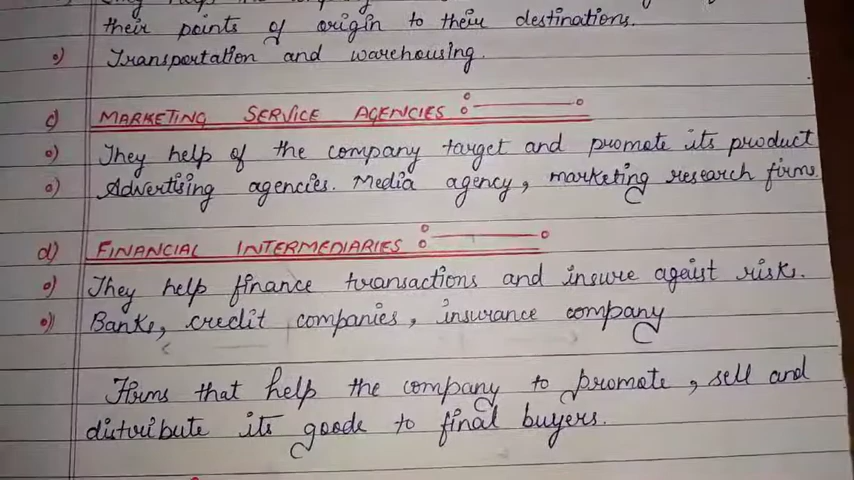 their points of origin to their destinations.
o) Transportation and warehousing.
c) MARKETING SERVICE AGENCIES
o) They help of the company target and promote its product
o) Advertising agencies. Media agency, marketing research firms.
d) FINANCIAL INTERMEDIARIES
o) They help finance transactions and insure ageist risks.
o) Banks, credit companies, insurance company
Firms that help the company to promote, sell and
distribute its goods to final buyers.